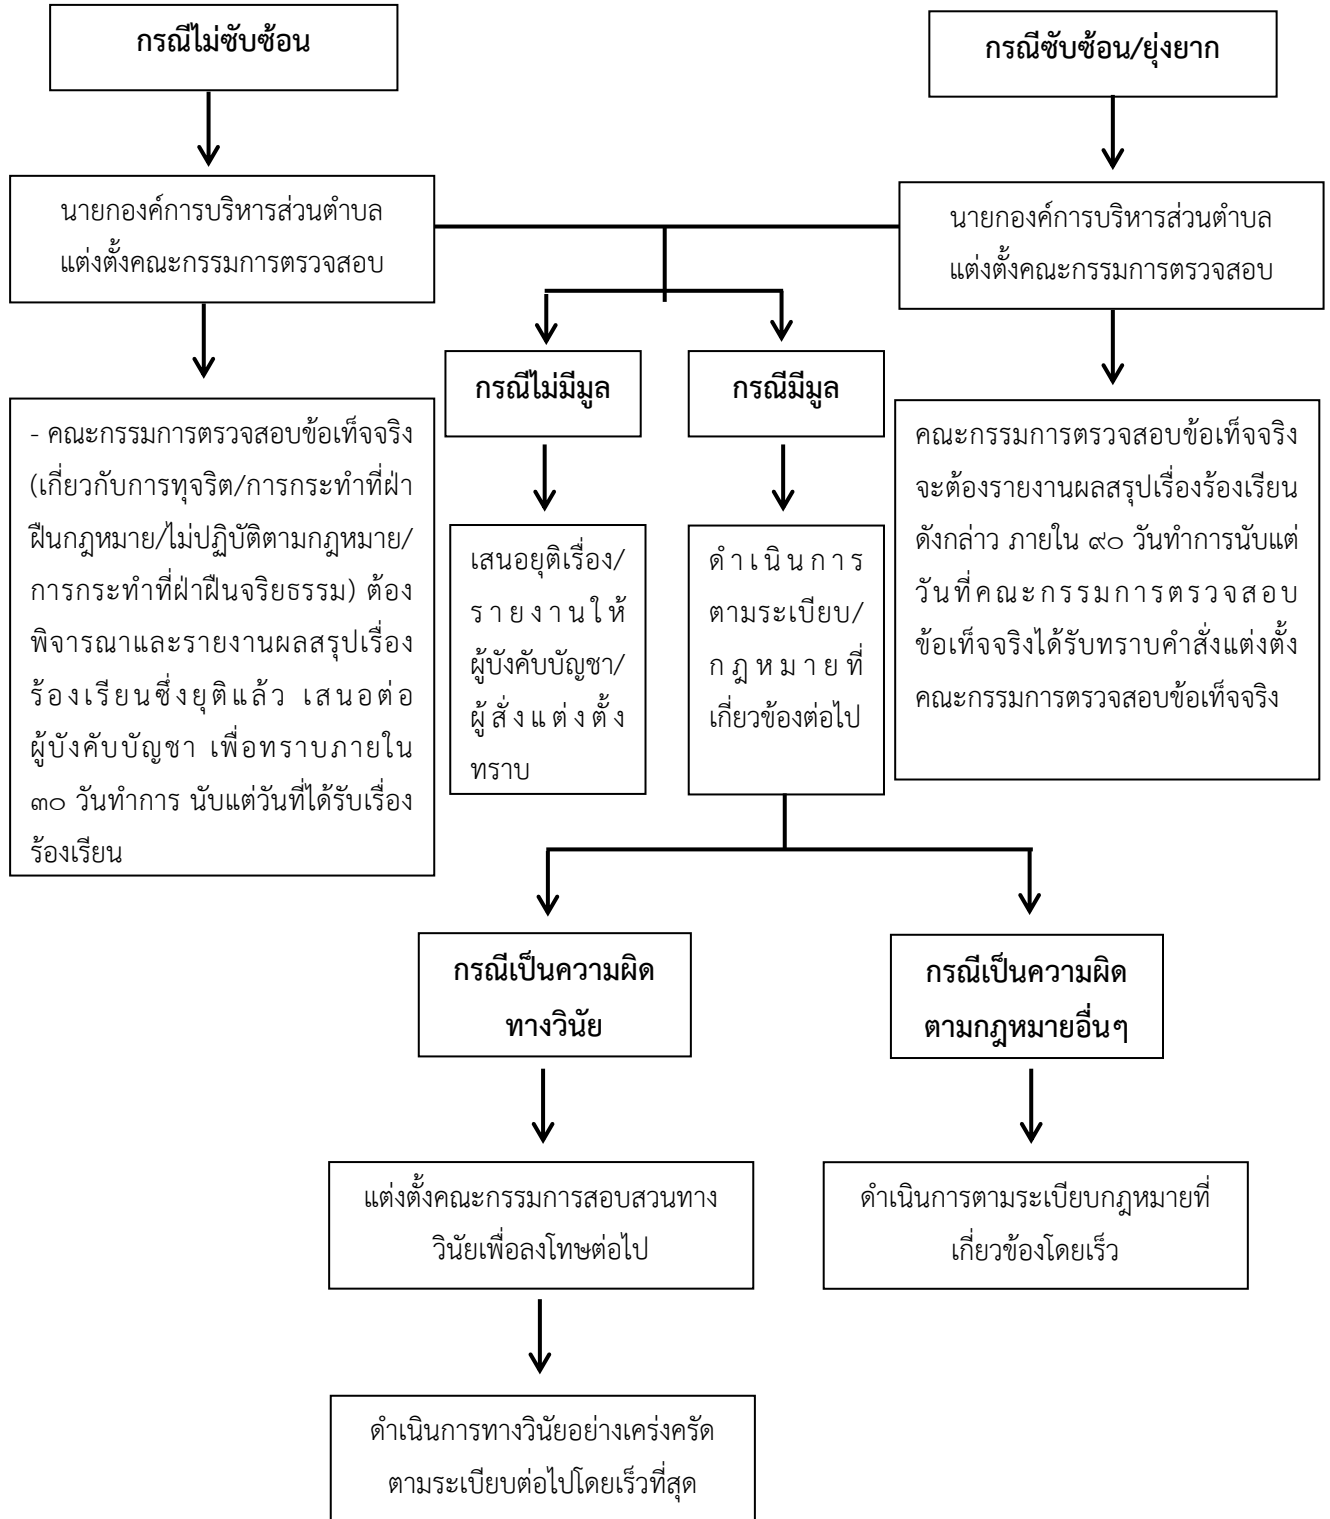 กรณีไม่ซับซ้อน
กรณีซับซ้อน/ยุ่งยาก
นายกองค์การบริหารส่วนตำบล
แต่งตั้งคณะกรรมการตรวจสอบ
นายกองค์การบริหารส่วนตำบล
แต่งตั้งคณะกรรมการตรวจสอบ
กรณีไม่มีมูล
กรณีมีมูล
- คณะกรรมการตรวจสอบข้อเท็จจริง
(เกี่ยวกับการทุจริต/การกระทำที่ฝ่า
ฝืนกฎหมาย/ไม่ปฏิบัติตามกฎหมาย/
การกระทำที่ฝ่าฝืนจริยธรรม) ต้อง
พิจารณาและรายงานผลสรุปเรื่อง
ร้องเรียนซึ่งยุติแล้ว เสนอต่อ
ผู้บังคับบัญชา เพื่อทราบภายใน
๓๐ วันทำการ นับแต่วันที่ได้รับเรื่อง
ร้องเรียน
เสนอยุติเรื่อง/
รายงานให้
ผู้บังคับบัญชา/
ผู้สั่งแต่งตั้ง
ทราบ
ดำเนินการ
ตามระเบียบ/
กฎหมายที่
เกี่ยวข้องต่อไป
คณะกรรมการตรวจสอบข้อเท็จจริง
จะต้องรายงานผลสรุปเรื่องร้องเรียน
ดังกล่าว ภายใน ๙๐ วันทำการนับแต่
วันที่คณะกรรมการตรวจสอบ
ข้อเท็จจริงได้รับทราบคำสั่งแต่งตั้ง
คณะกรรมการตรวจสอบข้อเท็จจริง
กรณีเป็นความผิด
ทางวินัย
กรณีเป็นความผิด
ตามกฎหมายอื่นๆ
แต่งตั้งคณะกรรมการสอบสวนทาง
วินัยเพื่อลงโทษต่อไป
ดำเนินการตามระเบียบกฎหมายที่
เกี่ยวข้องโดยเร็ว
ดำเนินการทางวินัยอย่างเคร่งครัด
ตามระเบียบต่อไปโดยเร็วที่สุด